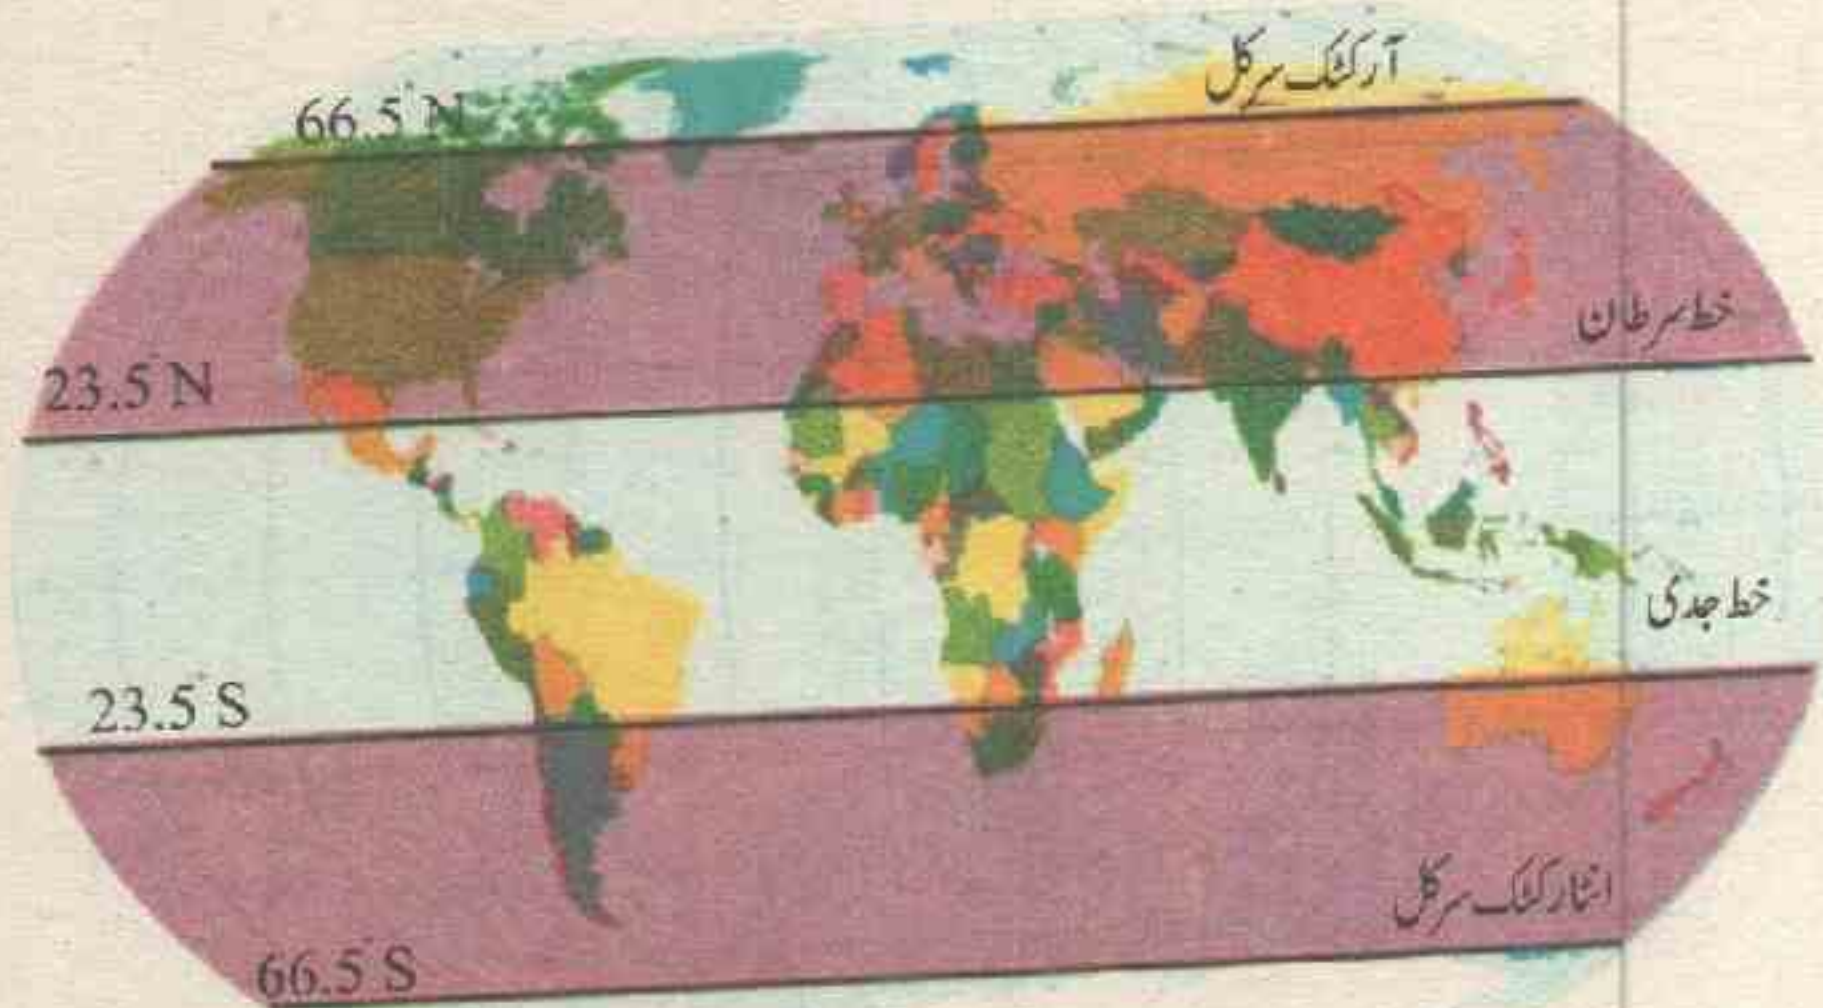 آرکٹک سرکل
66.5°N
خط سرطان
23.5°N
خط جدی
23.5°S
انٹارکٹک سرکل
66.5°S